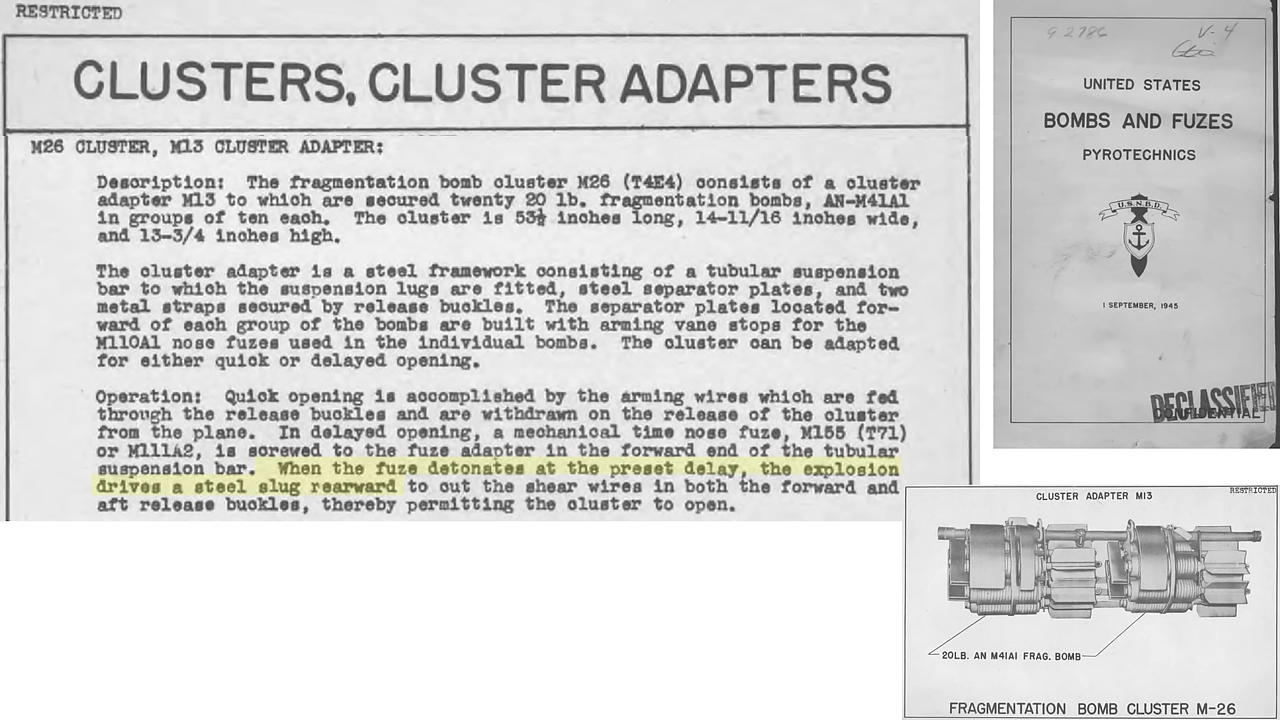 RESTRICTED
CLUSTERS, CLUSTER ADAPTERS
M26 CLUSTER, M13 CLUSTER ADAPTER:
Description: The fragmentation bomb cluster M26 (T4E4) consists of a cluster
adapter M13 to which are secured twenty 20 lb. fragmentation bombs, AN-M41A1
in groups of ten each. The cluster is 53½ inches long, 14-11/16 inches wide,
and 13-3/4 inches high.
The cluster adapter is a steel framework consisting of a tubular suspension
bar to which the suspension lugs are fitted, steel separator plates, and two
metal straps secured by release buckles. The separator plates located for-
ward of each group of the bombs are built with arming vane stops for the
M110A1 nose fuzes used in the individual bombs. The cluster can be adapted
for either quick or delayed opening.
Operation: Quick opening is accomplished by the arming wires which are fed
through the release buckles and are withdrawn on the release of the cluster
from the plane. In delayed opening, a mechanical time nose fuze, M155 (T71)
or M111A2, is screwed to the fuze adapter in the forward end of the tubular
suspension bar. When the fuze detonates at the preset delay, the explosion
drives a steel slug rearward to cut the shear wires in both the forward and
aft release buckles, thereby permitting the cluster to open.
V-4
UNITED STATES
BOMBS AND FUZES
PYROTECHNICS
U.S.N.B.D.
1 SEPTEMBER, 1945
DECLASSIFIED
CONFIDENTIAL
RESTRICTED
CLUSTER ADAPTER M13
20LB. AN M41A1 FRAG. BOMB
FRAGMENTATION BOMB CLUSTER M-26